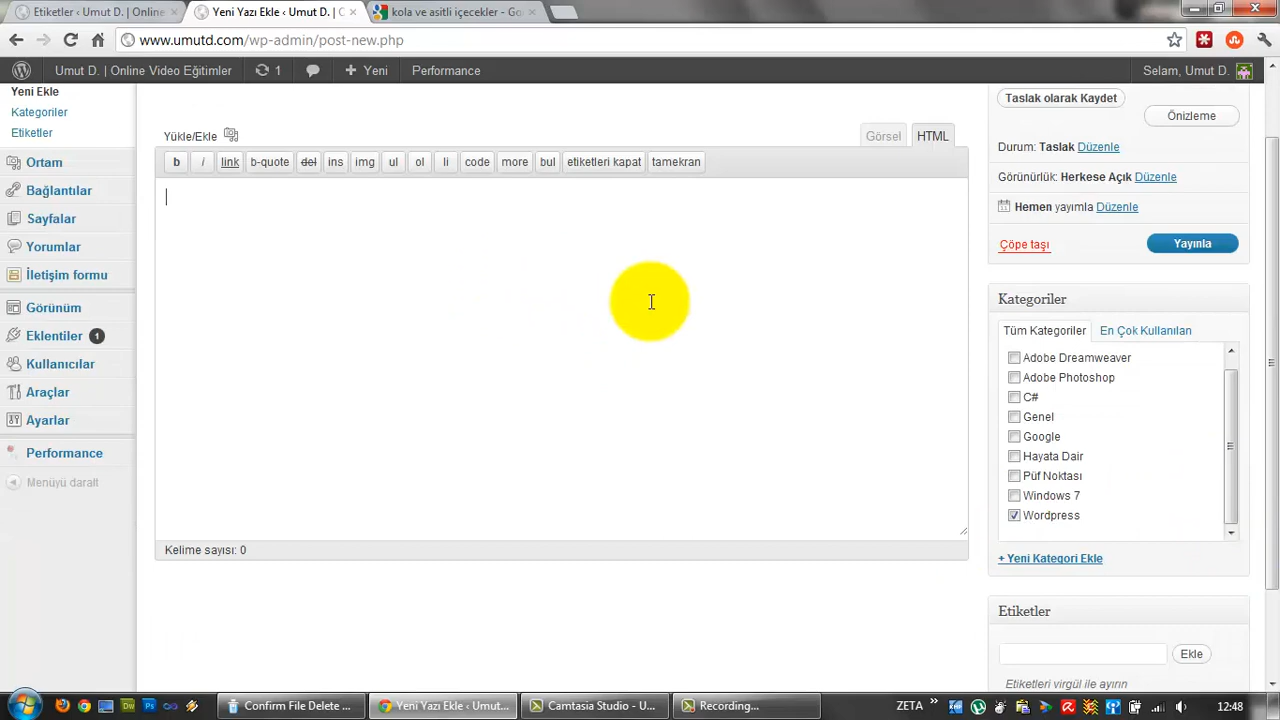 Etiketler ‹ Umut D. | Online
Yeni Yazı Ekle ‹ Umut D. | C
kola ve asitli içecekler - Go
www.umutd.com/wp-admin/post-new.php
Umut D. | Online Video Eğitimler
1
Yeni
Performance
Selam, Umut D.
Yeni Ekle
Kategoriler
Etiketler
Ortam
Bağlantılar
Sayfalar
Yorumlar
İletişim formu
Görünüm
Eklentiler 1
Kullanıcılar
Araçlar
Ayarlar
Performance
Menüyü daralt
Yükle/Ekle
Görsel
HTML
b i link b-quote del ins img ul ol li code more bul etiketleri kapat tamekran
Kelime sayısı: 0
Taslak olarak Kaydet
Önizleme
Durum: Taslak Düzenle
Görünürlük: Herkese Açık Düzenle
Hemen yayımla Düzenle
Çöpe taşı
Yayınla
Kategoriler
Tüm Kategoriler
En Çok Kullanılan
Adobe Dreamweaver
Adobe Photoshop
C#
Genel
Google
Hayata Dair
Püf Noktası
Windows 7
Wordpress
+ Yeni Kategori Ekle
Etiketler
Ekle
Etiketleri virgül ile ayırın
Confirm File Delete ...
Yeni Yazı Ekle ‹ Umut...
Camtasia Studio - U...
Recording...
ZETA
12:48